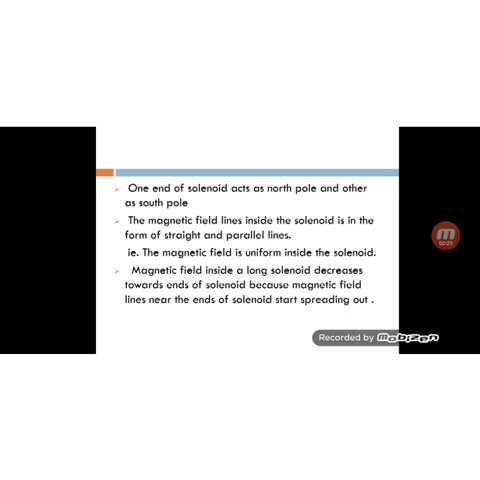 One end of solenoid acts as north pole and other
as south pole
The magnetic field lines inside the solenoid is in the
form of straight and parallel lines.
ie. The magnetic field is uniform inside the solenoid.
Magnetic field inside a long solenoid decreases
towards ends of solenoid because magnetic field
lines near the ends of solenoid start spreading out .
02:23
Recorded by mobizen